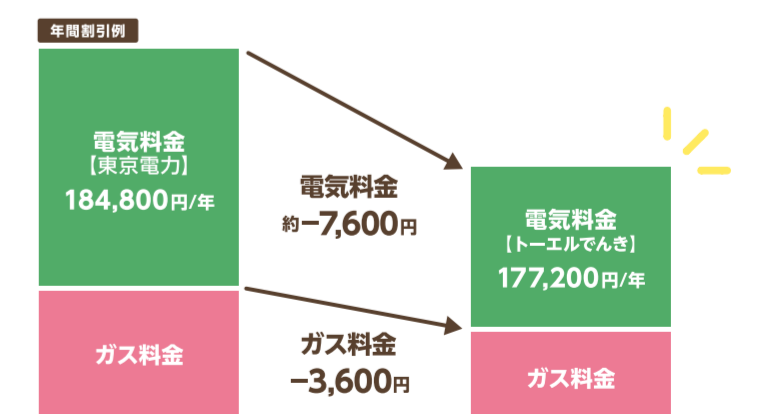 年間割引例
電気料金
【東京電力】
184,800円/年
電気料金
約−7,600円
電気料金
【トーエルでんき】
177,200円/年
ガス料金
ガス料金
−3,600円
ガス料金